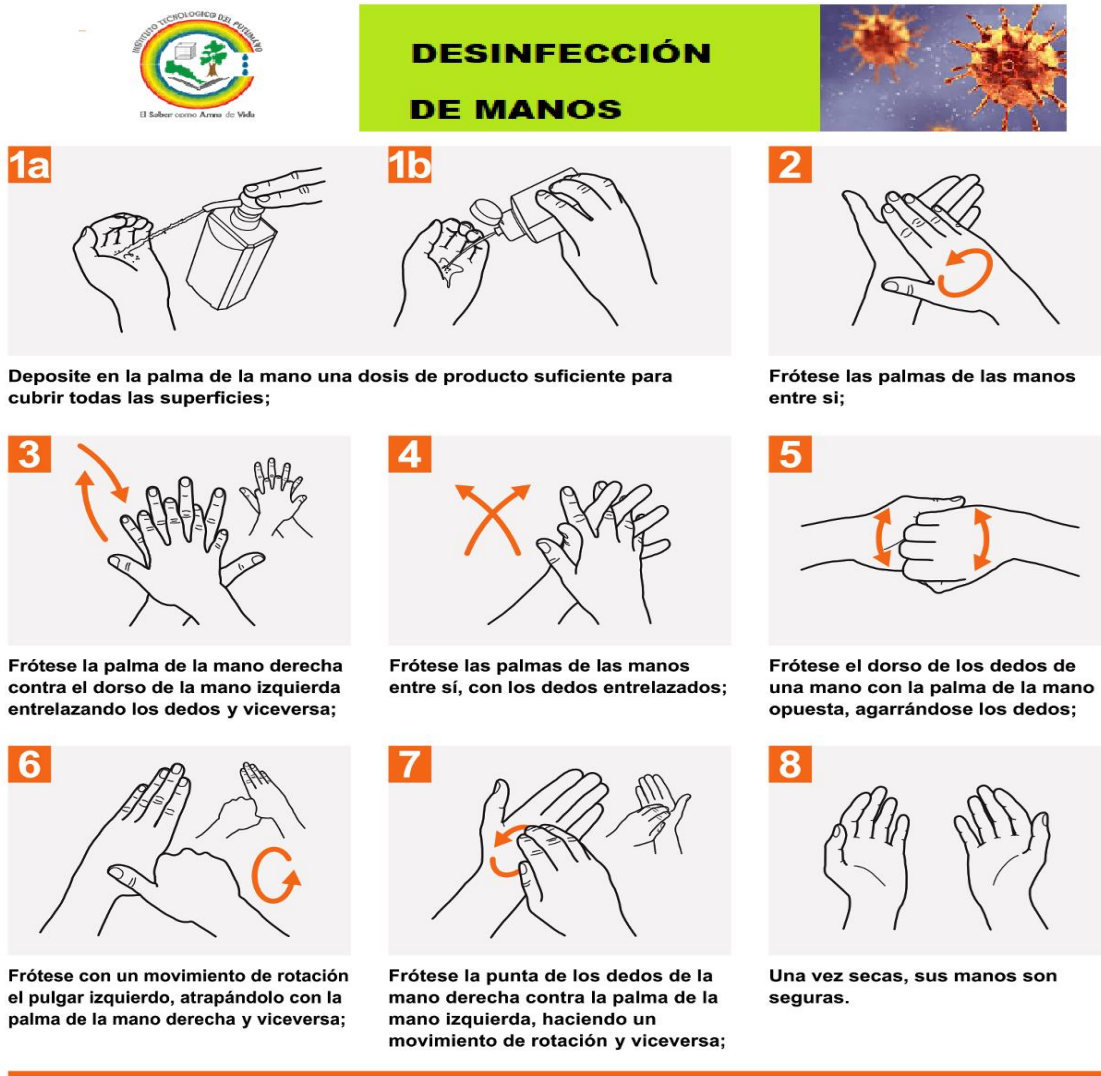 INSTITUTO TECNOLOGICO DEL PUTUMAYO
El Saber como Arma de Vida
DESINFECCIÓN
DE MANOS
1a
1b
2
Deposite en la palma de la mano una dosis de producto suficiente para
cubrir todas las superficies;
Frótese las palmas de las manos
entre si;
3
4
5
Frótese la palma de la mano derecha
contra el dorso de la mano izquierda
entrelazando los dedos y viceversa;
Frótese las palmas de las manos
entre sí, con los dedos entrelazados;
Frótese el dorso de los dedos de
una mano con la palma de la mano
opuesta, agarrándose los dedos;
6
7
8
Frótese con un movimiento de rotación
el pulgar izquierdo, atrapándolo con la
palma de la mano derecha y viceversa;
Frótese la punta de los dedos de la
mano derecha contra la palma de la
mano izquierda, haciendo un
movimiento de rotación y viceversa;
Una vez secas, sus manos son
seguras.